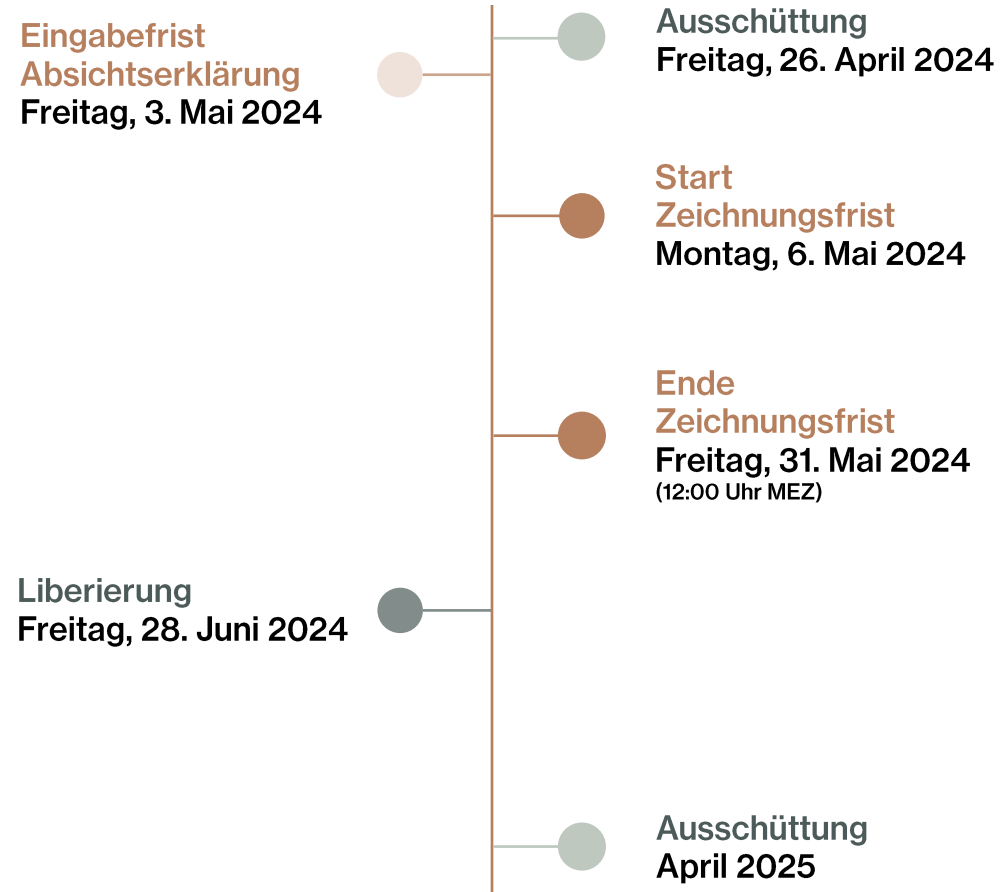 Ausschüttung
Freitag, 26. April 2024
Eingabefrist
Absichtserklärung
Freitag, 3. Mai 2024
Start
Zeichnungsfrist
Montag, 6. Mai 2024
Ende
Zeichnungsfrist
Freitag, 31. Mai 2024
(12:00 Uhr MEZ)
Liberierung
Freitag, 28. Juni 2024
Ausschüttung
April 2025